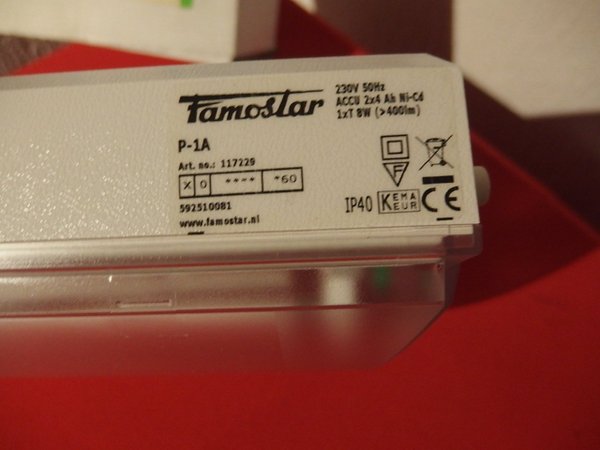 Famostar
230V 50Hz
ACCU 2x4 Ah Ni-Cd
1xT 8W (>400lm)
P-1A
Art. no.: 117229
X 0 **** *60
592510081
www.famostar.nl
F
IP40 KEMA KEUR CE